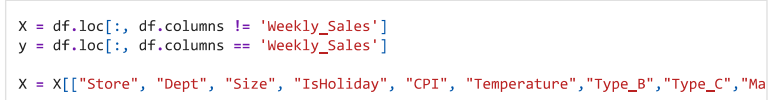 X = df.loc[:, df.columns != 'Weekly_Sales']
y = df.loc[:, df.columns == 'Weekly_Sales']
X = X[["Store", "Dept", "Size", "IsHoliday", "CPI", "Temperature","Type_B","Type_C","Ma